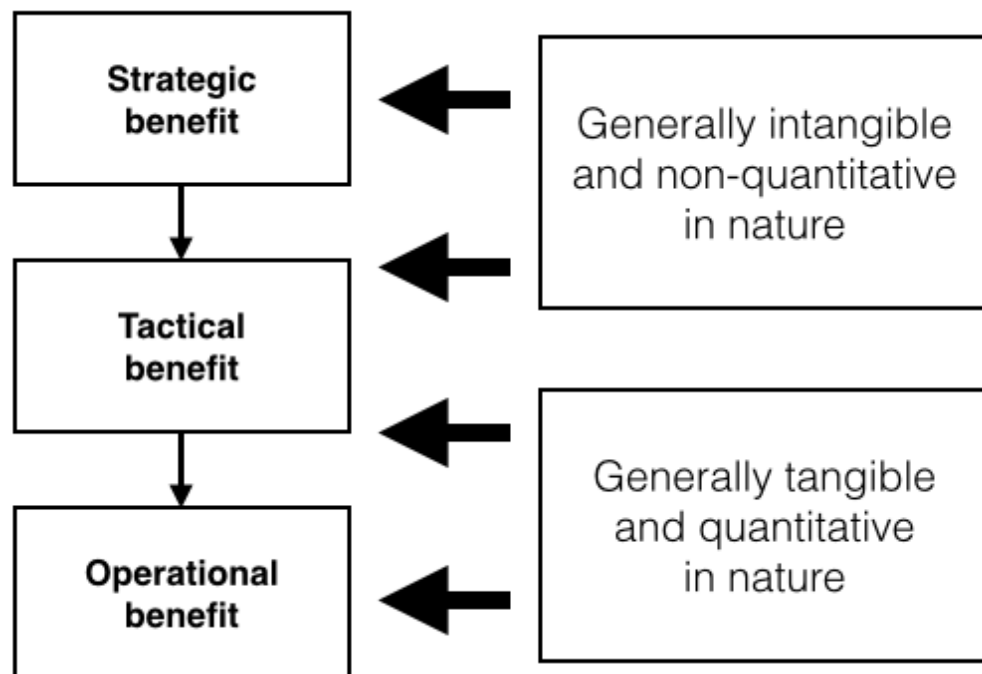 Strategic
benefit
Generally intangible
and non-quantitative
in nature
Tactical
benefit
Generally tangible
and quantitative
in nature
Operational
benefit